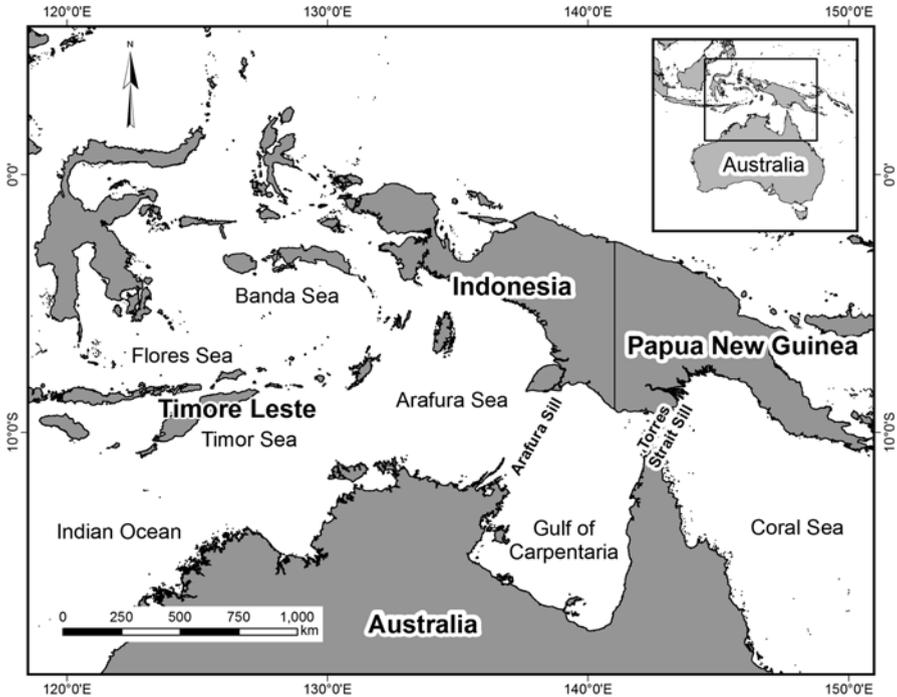 120°0'E 130°0'E 140°0'E 150°0'E
N
Australia
0°0'
0°0'
Indonesia
Banda Sea
Papua New Guinea
Flores Sea
Arafura Sea
Timore Leste
Timor Sea
10°0'S
10°0'S
Arafura Sill
Torres
Strait Sill
Indian Ocean
Gulf of
Carpentaria
Coral Sea
0 250 500 750 1,000
km
Australia
120°0'E 130°0'E 140°0'E 150°0'E